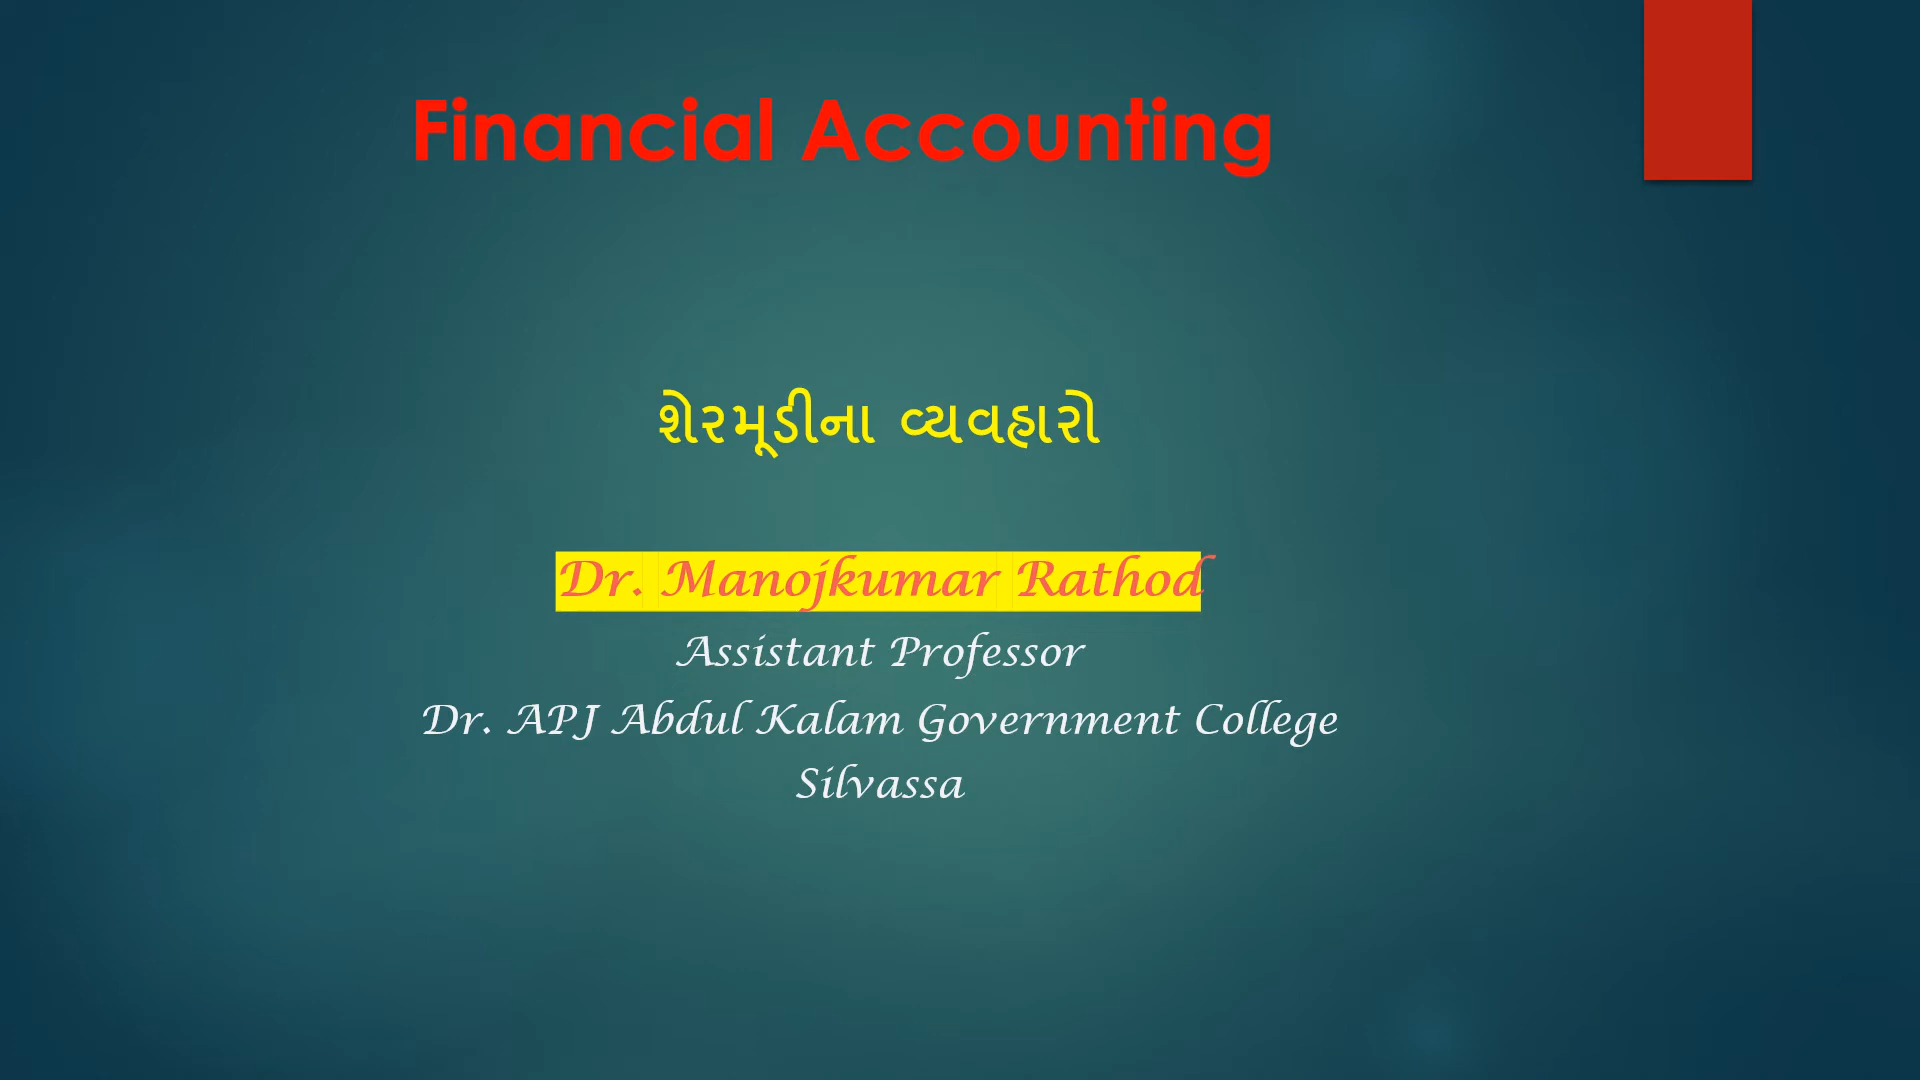 Financial Accounting
શેરમૂડીના વ્યવહારો
Dr. Manojkumar Rathod
Assistant Professor
Dr. APJ Abdul Kalam Government College
Silvassa